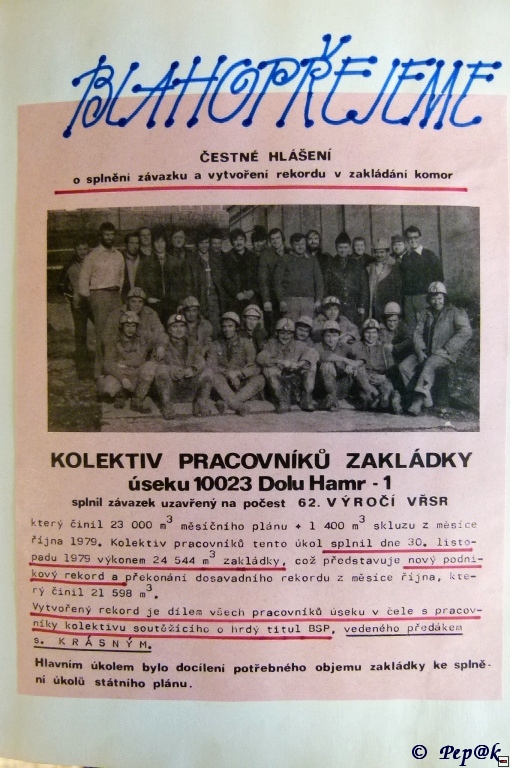 BLAHOPŘEJEME
ČESTNÉ HLÁŠENÍ
o splnění závazku a vytvoření rekordu v zakládání komor
KOLEKTIV PRACOVNÍKŮ ZAKLÁDKY
úseku 10023 Dolu Hamr - 1
splnil závazek uzavřený na počest 62. VÝROČÍ VŘSR
který činil 23 000 m³ měsíčního plánu + 1 400 m³ skluzu z měsíce
října 1979. Kolektiv pracovníků tento úkol splnil dne 30. listo-
padu 1979 výkonem 24 544 m³ zakládky, což představuje nový podni-
kový rekord a překonání dosavadního rekordu z měsíce října, kte-
rý činil 21 598 m³.
Vytvořený rekord je dílem všech pracovníků úseku v čele s pracov-
níky kolektivu soutěžícího o hrdý titul BSP, vedeného předákem
s. KRÁSNÝM.
Hlavním úkolem bylo docílení potřebného objemu zakládky ke splně-
ní úkolů státního plánu.
© Pep@k